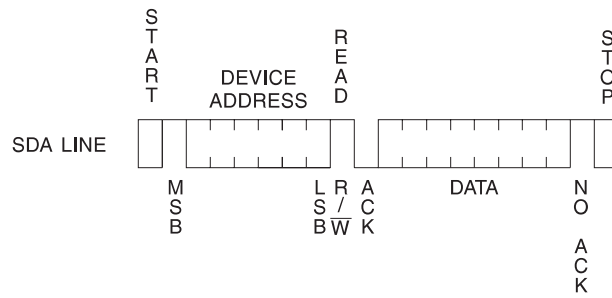 START
DEVICE
ADDRESS
READ
STOP
SDA LINE
MSB
LSB
R/W
ACK
DATA
NO ACK